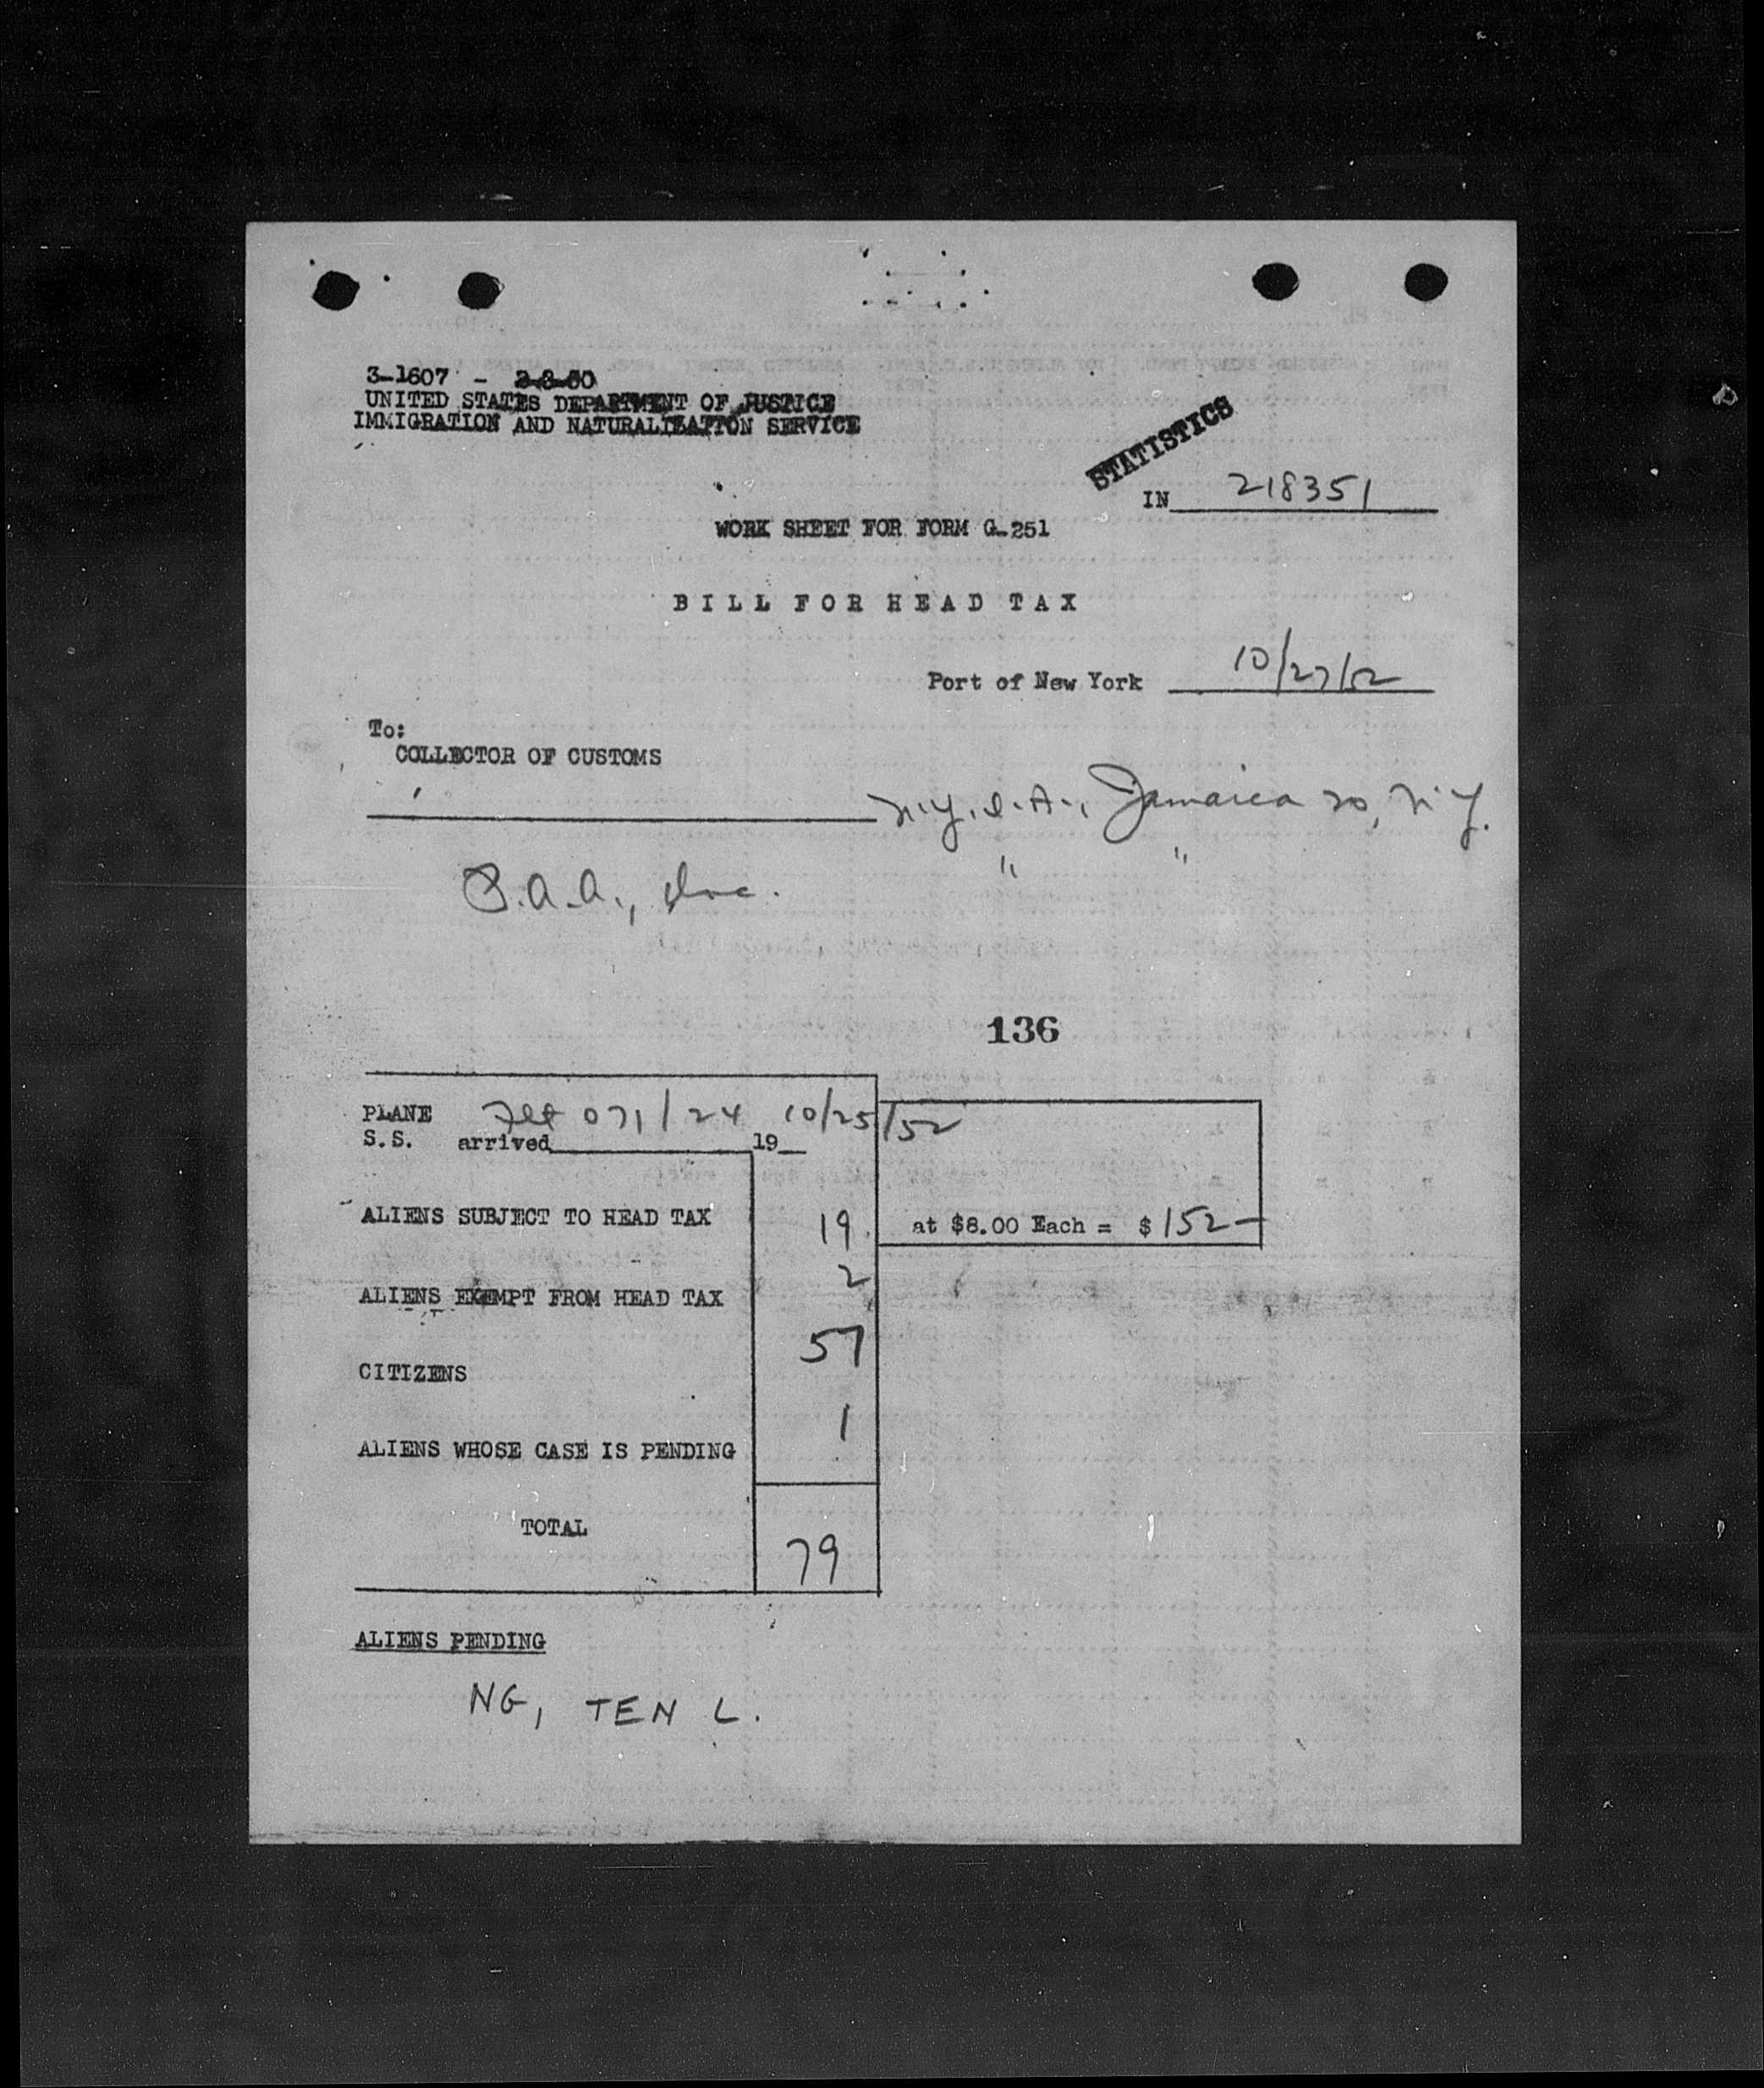 3-1607 - 2-8-50
UNITED STATES DEPARTMENT OF JUSTICE
IMMIGRATION AND NATURALIZATION SERVICE
STATISTICS
IN 218351
WORK SHEET FOR FORM G-251
BILL FOR HEAD TAX
Port of New York 10/27/52
To:
COLLECTOR OF CUSTOMS
N.Y.I.A., Jamaica 20, N.Y.
P.A.A., Inc. " "
136
PLANE Flt 071/24 10/25/52
S.S. arrived 19
ALIENS SUBJECT TO HEAD TAX 19 at $8.00 Each = $ 152-
ALIENS EXEMPT FROM HEAD TAX 2
CITIZENS 57
ALIENS WHOSE CASE IS PENDING 1
TOTAL 79
ALIENS PENDING
NG, TEN L.